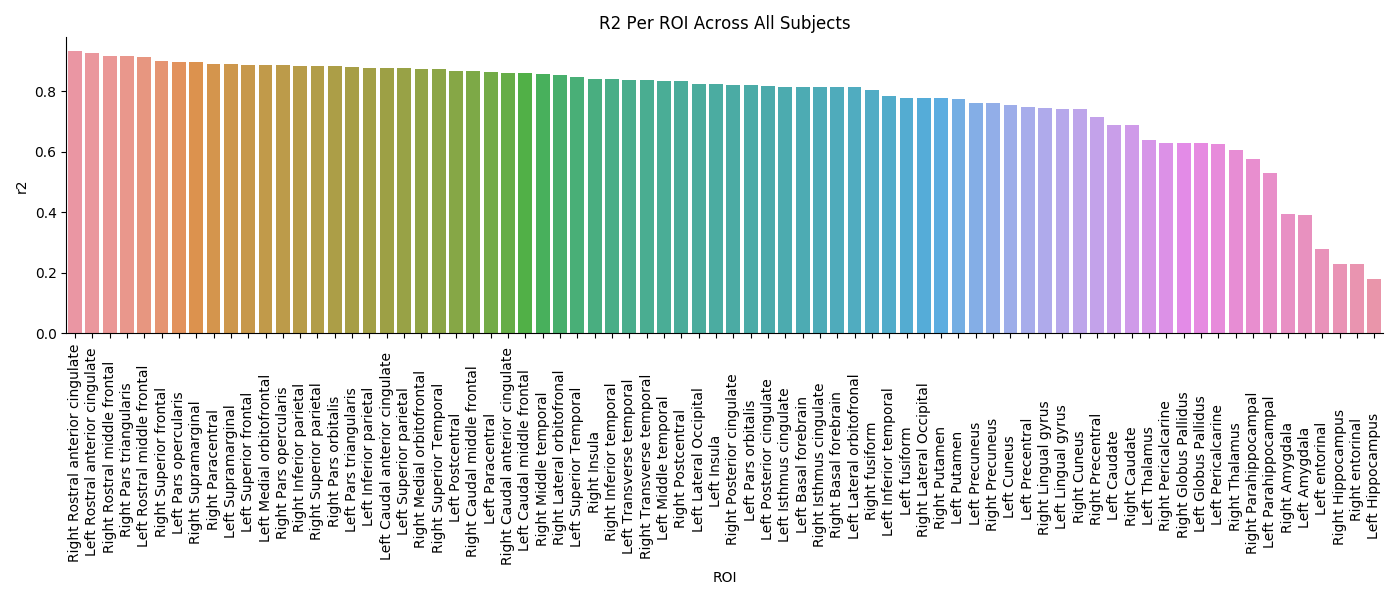 R2 Per ROI Across All Subjects
r2
0.8
0.6
0.4
0.2
0.0
Right Rostral anterior cingulate
Left Rostral anterior cingulate
Right Rostral middle frontal
Right Pars triangularis
Left Rostral middle frontal
Right Superior frontal
Left Pars opercularis
Right Supramarginal
Right Paracentral
Left Supramarginal
Left Superior frontal
Left Medial orbitofrontal
Right Pars opercularis
Right Inferior parietal
Right Superior parietal
Right Pars orbitalis
Left Pars triangularis
Left Inferior parietal
Left Caudal anterior cingulate
Left Superior parietal
Right Medial orbitofrontal
Right Superior Temporal
Left Postcentral
Right Caudal middle frontal
Left Paracentral
Right Caudal anterior cingulate
Left Caudal middle frontal
Right Middle temporal
Right Lateral orbitofronal
Left Superior Temporal
Right Insula
Right Inferior temporal
Left Transverse temporal
Right Transverse temporal
Left Middle temporal
Right Postcentral
Left Lateral Occipital
Left Insula
Right Posterior cingulate
Left Pars orbitalis
Left Posterior cingulate
Left Isthmus cingulate
Left Basal forebrain
Right Isthmus cingulate
Right Basal forebrain
Left Lateral orbitofronal
Right fusiform
Left Inferior temporal
Left fusiform
Right Lateral Occipital
Right Putamen
Left Putamen
Left Precuneus
Right Precuneus
Left Cuneus
Left Precentral
Right Lingual gyrus
Left Lingual gyrus
Right Cuneus
Right Precentral
Left Caudate
Right Caudate
Left Thalamus
Right Pericalcarine
Right Globus Pallidus
Left Globus Pallidus
Left Pericalcarine
Right Thalamus
Right Parahippocampal
Left Parahippocampal
Right Amygdala
Left Amygdala
Left entorinal
Right Hippocampus
Right entorinal
Left Hippocampus
ROI